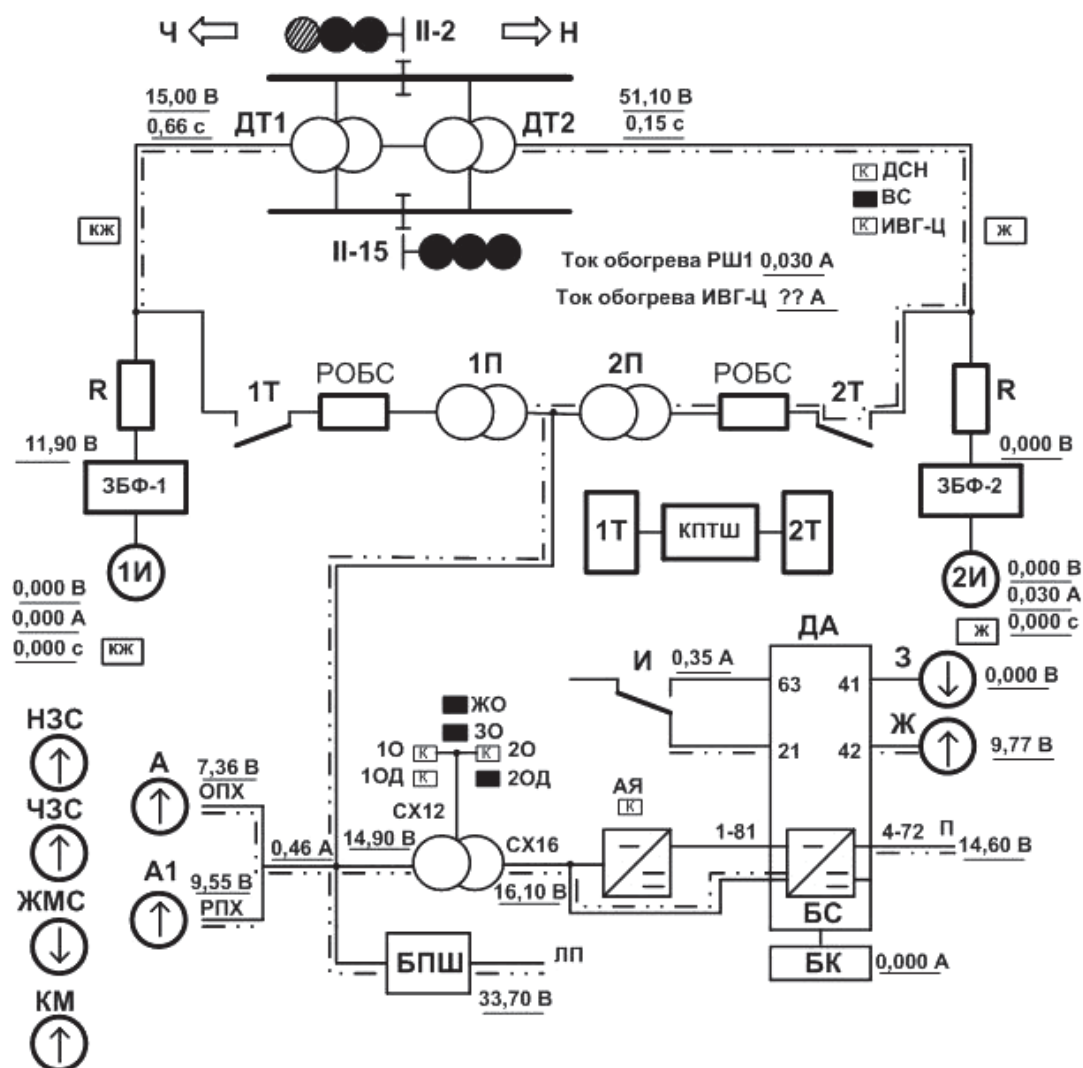 Ч
II-2
Н
15,00 В
0,66 с
ДТ1
ДТ2
51,10 В
0,15 с
К ДСН
ВС
К ИВГ-Ц
КЖ
Ж
II-15
Ток обогрева РШ1 0,030 А
Ток обогрева ИВГ-Ц ?? А
R
1Т
РОБС
1П
2П
РОБС
2Т
R
11,90 В
0,000 В
ЗБФ-1
ЗБФ-2
1Т
КПТШ
2Т
1И
2И
0,000 В
0,000 А
0,000 с
КЖ
0,000 В
0,030 А
0,000 с
Ж
ДА
И
0,35 А
63
41
З
0,000 В
21
42
Ж
9,77 В
НЗС
ЧЗС
ЖМС
КМ
А
7,36 В
ОПХ
А1
9,55 В
РПХ
0,46 А
14,90 В
ЖО
ЗО
1О К
К 2О
1ОД К
2ОД
СХ12
СХ16
16,10 В
АЯ
К
1-81
4-72
П
14,60 В
БС
БК
0,000 А
БПШ
ЛП
33,70 В